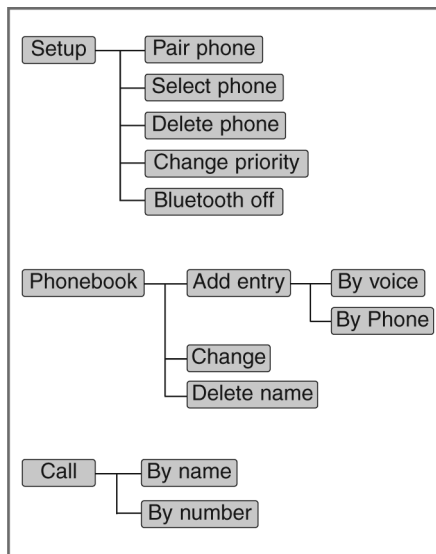 Setup
Pair phone
Select phone
Delete phone
Change priority
Bluetooth off
Phonebook
Add entry
By voice
By Phone
Change
Delete name
Call
By name
By number